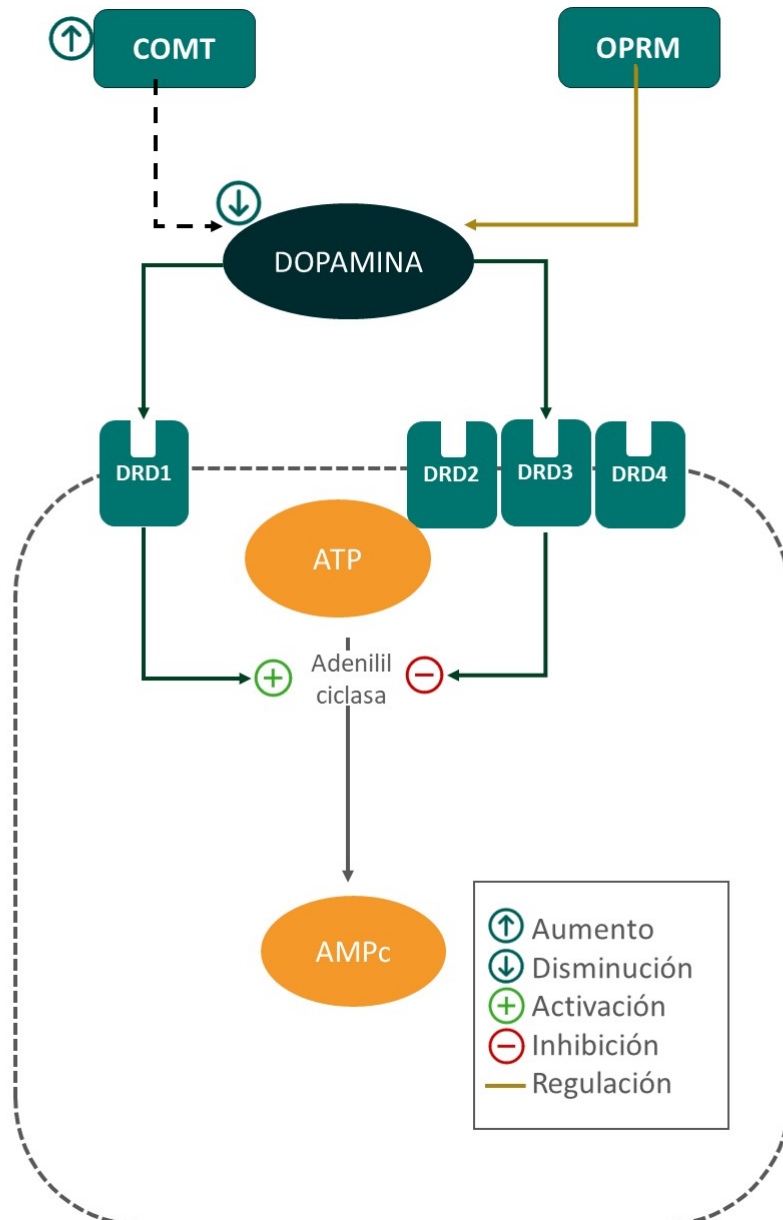 COMT
OPRM
DOPAMINA
DRD1
DRD2
DRD3
DRD4
ATP
Adenilil
ciclasa
AMPc
Aumento
Disminución
Activación
Inhibición
Regulación